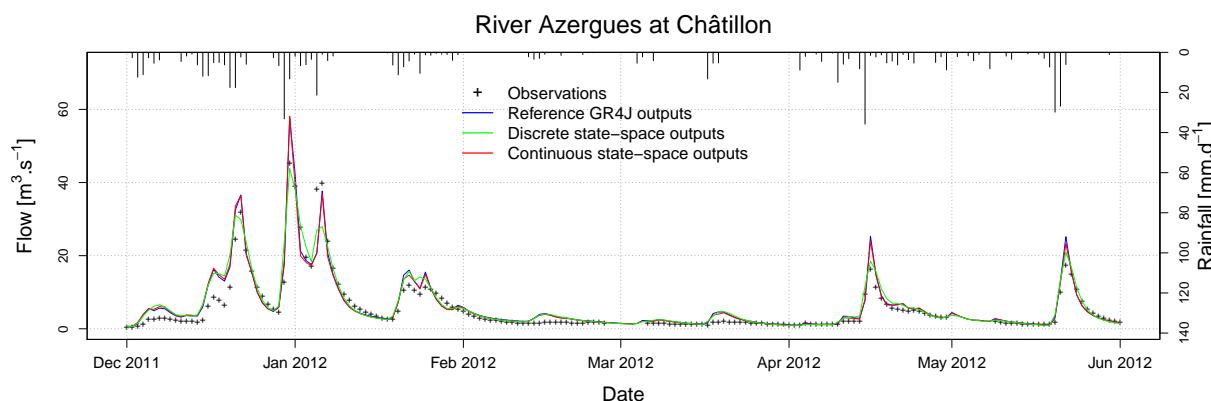 River Azergues at Châtillon
Flow [m³.s⁻¹]
60
40
20
0
+ Observations
Reference GR4J outputs
Discrete state−space outputs
Continuous state−space outputs
0
20
40
60
80
100
120
140
Rainfall [mm.d⁻¹]
Dec 2011 Jan 2012 Feb 2012 Mar 2012 Apr 2012 May 2012 Jun 2012
Date